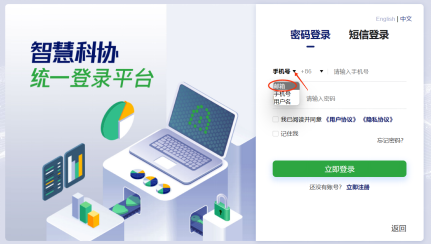 English | 中文
智慧科协
统一登录平台
密码登录 短信登录
手机号 +86 请输入手机号
邮箱
手机号
用户名
请输入密码
我已阅读并同意 《用户协议》 《隐私协议》
记住我
忘记密码?
立即登录
还没有账号? 立即注册
返回